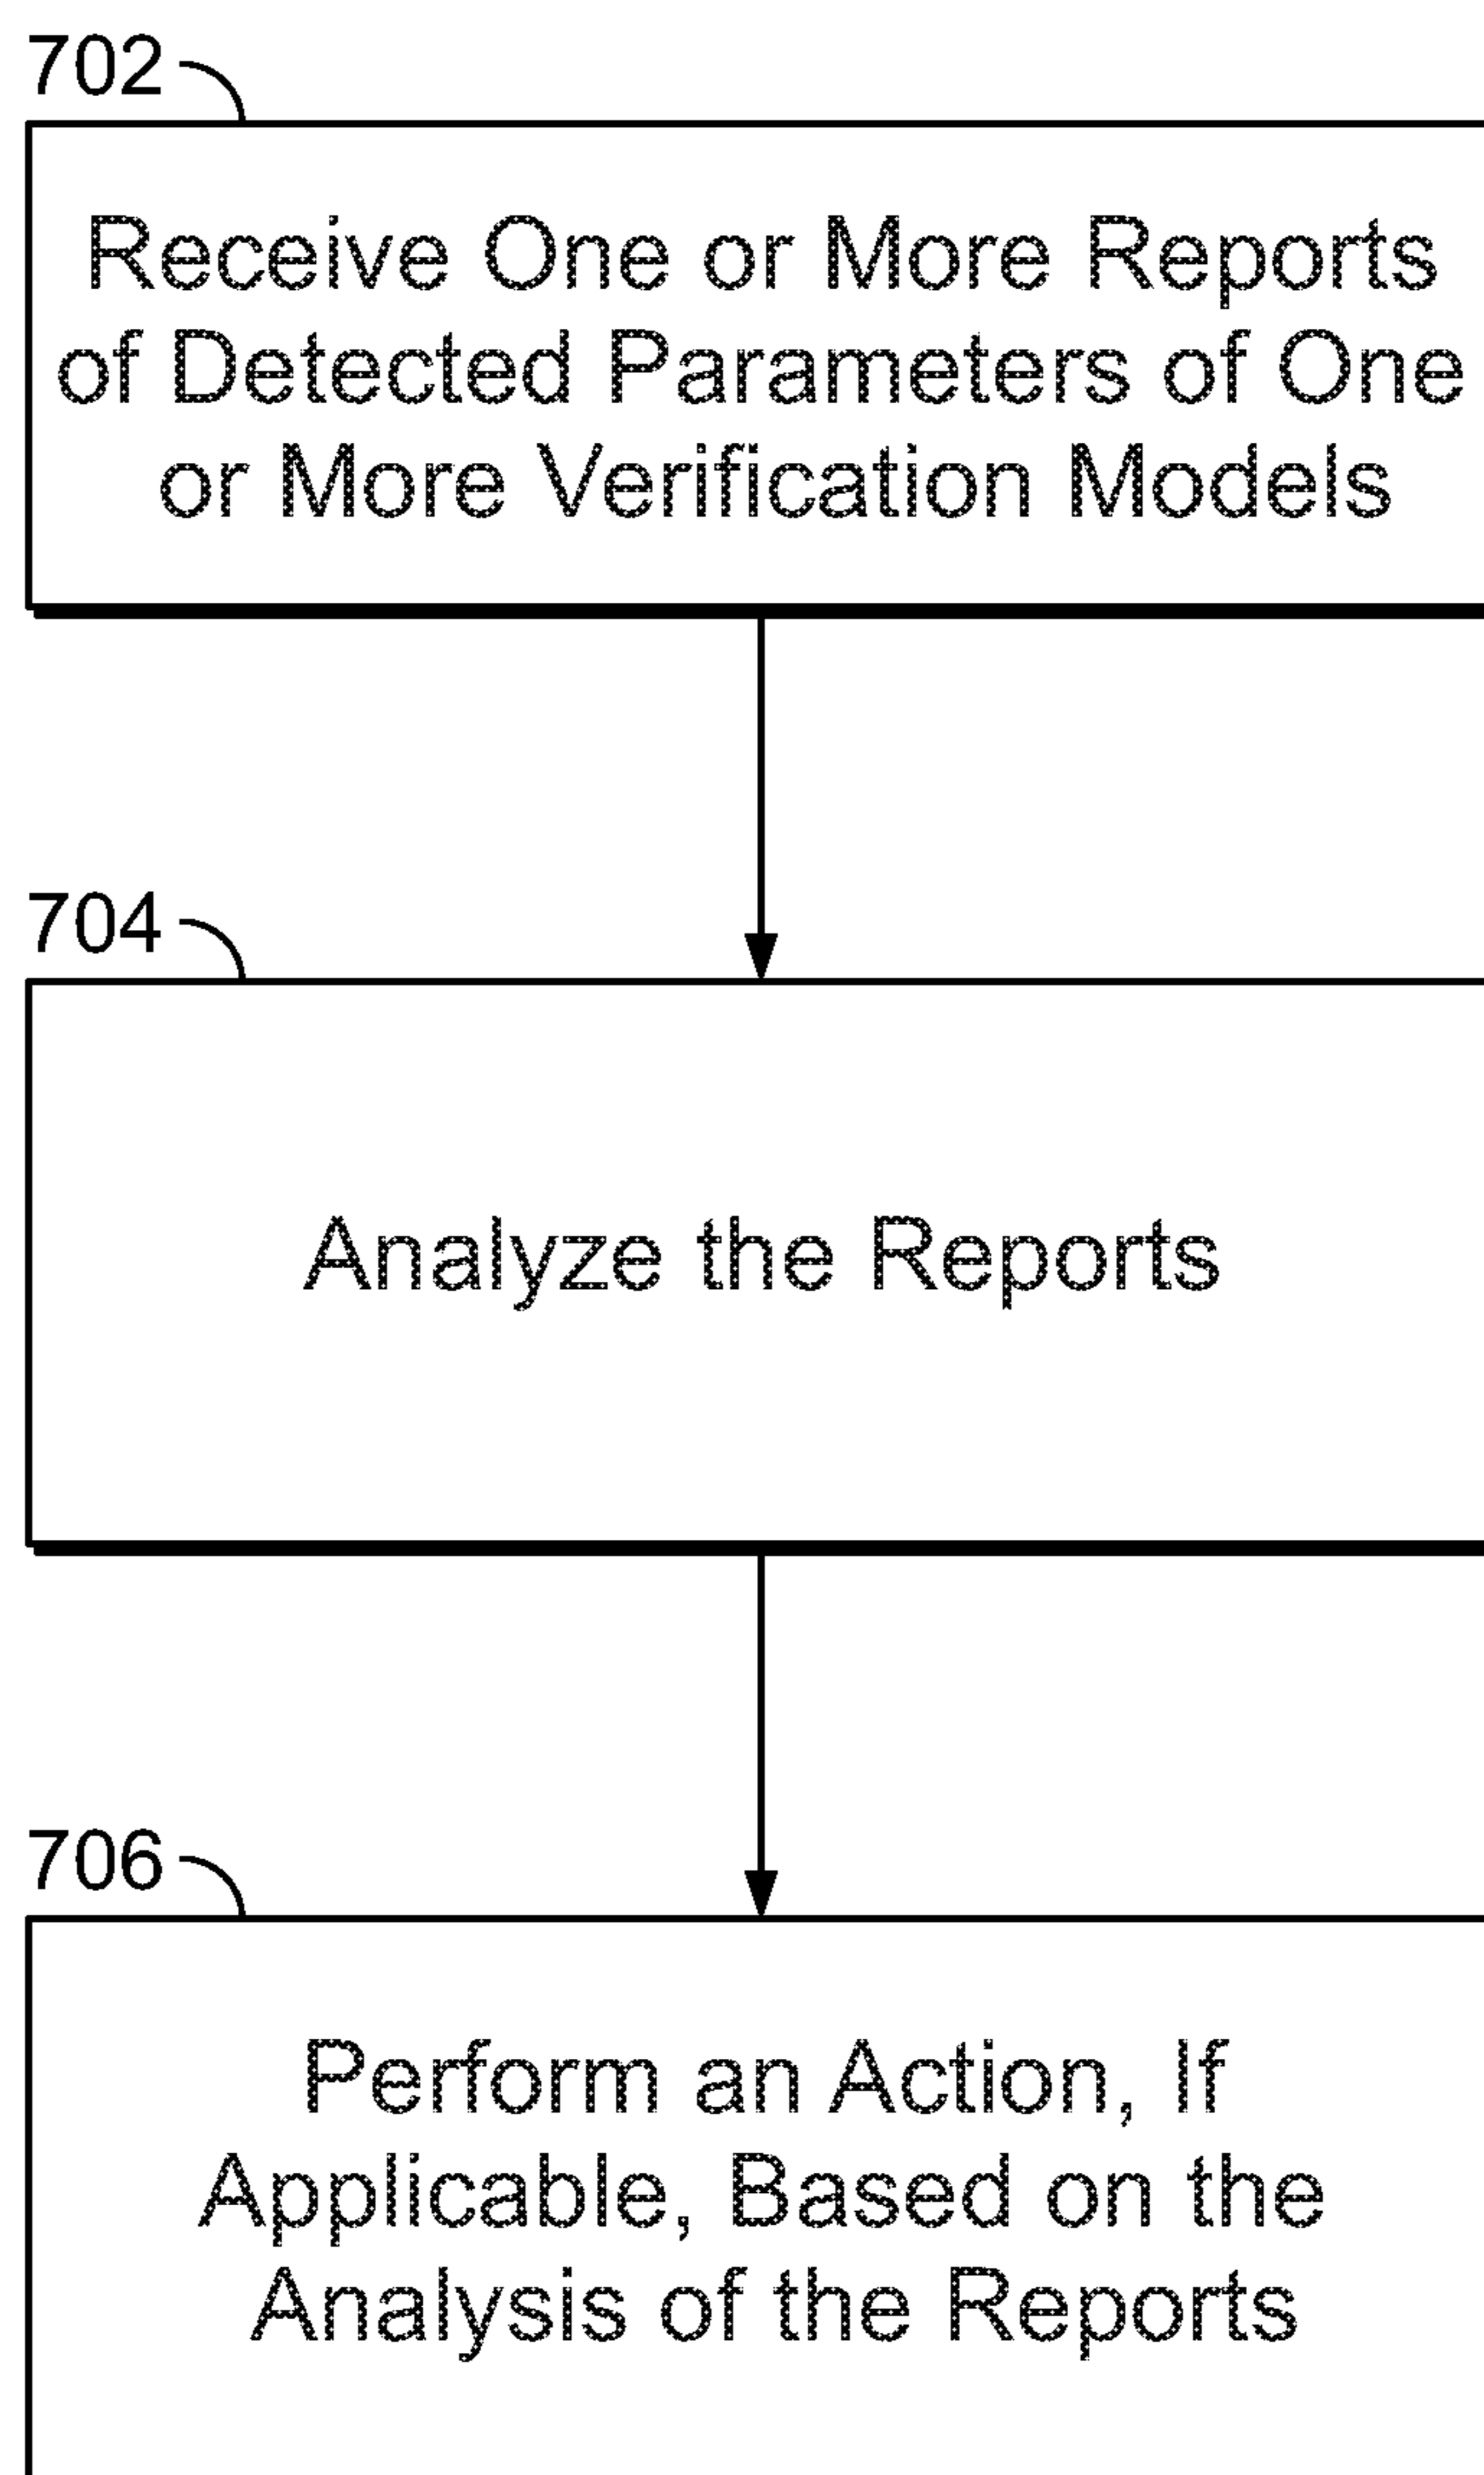 702
Receive One or More Reports
of Detected Parameters of One
or More Verification Models
704
Analyze the Reports
706
Perform an Action, If
Applicable, Based on the
Analysis of the Reports